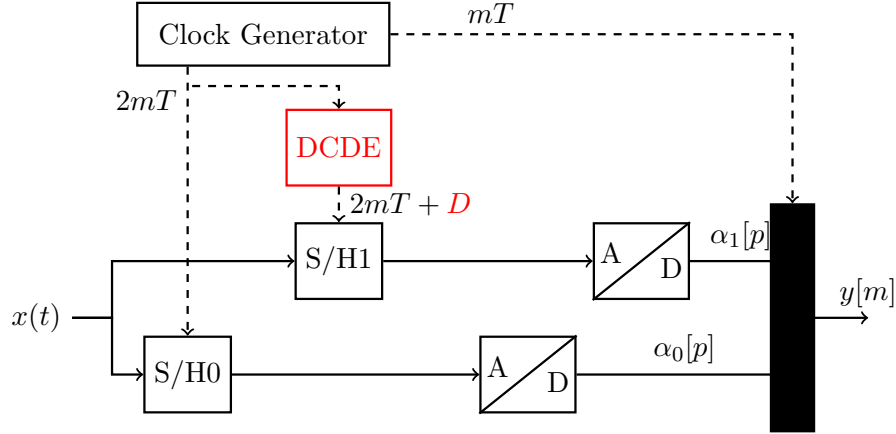 Clock Generator
mT
2mT
DCDE
2mT + D
S/H1
A
D
α₁[p]
x(t)
y[m]
S/H0
A
D
α₀[p]